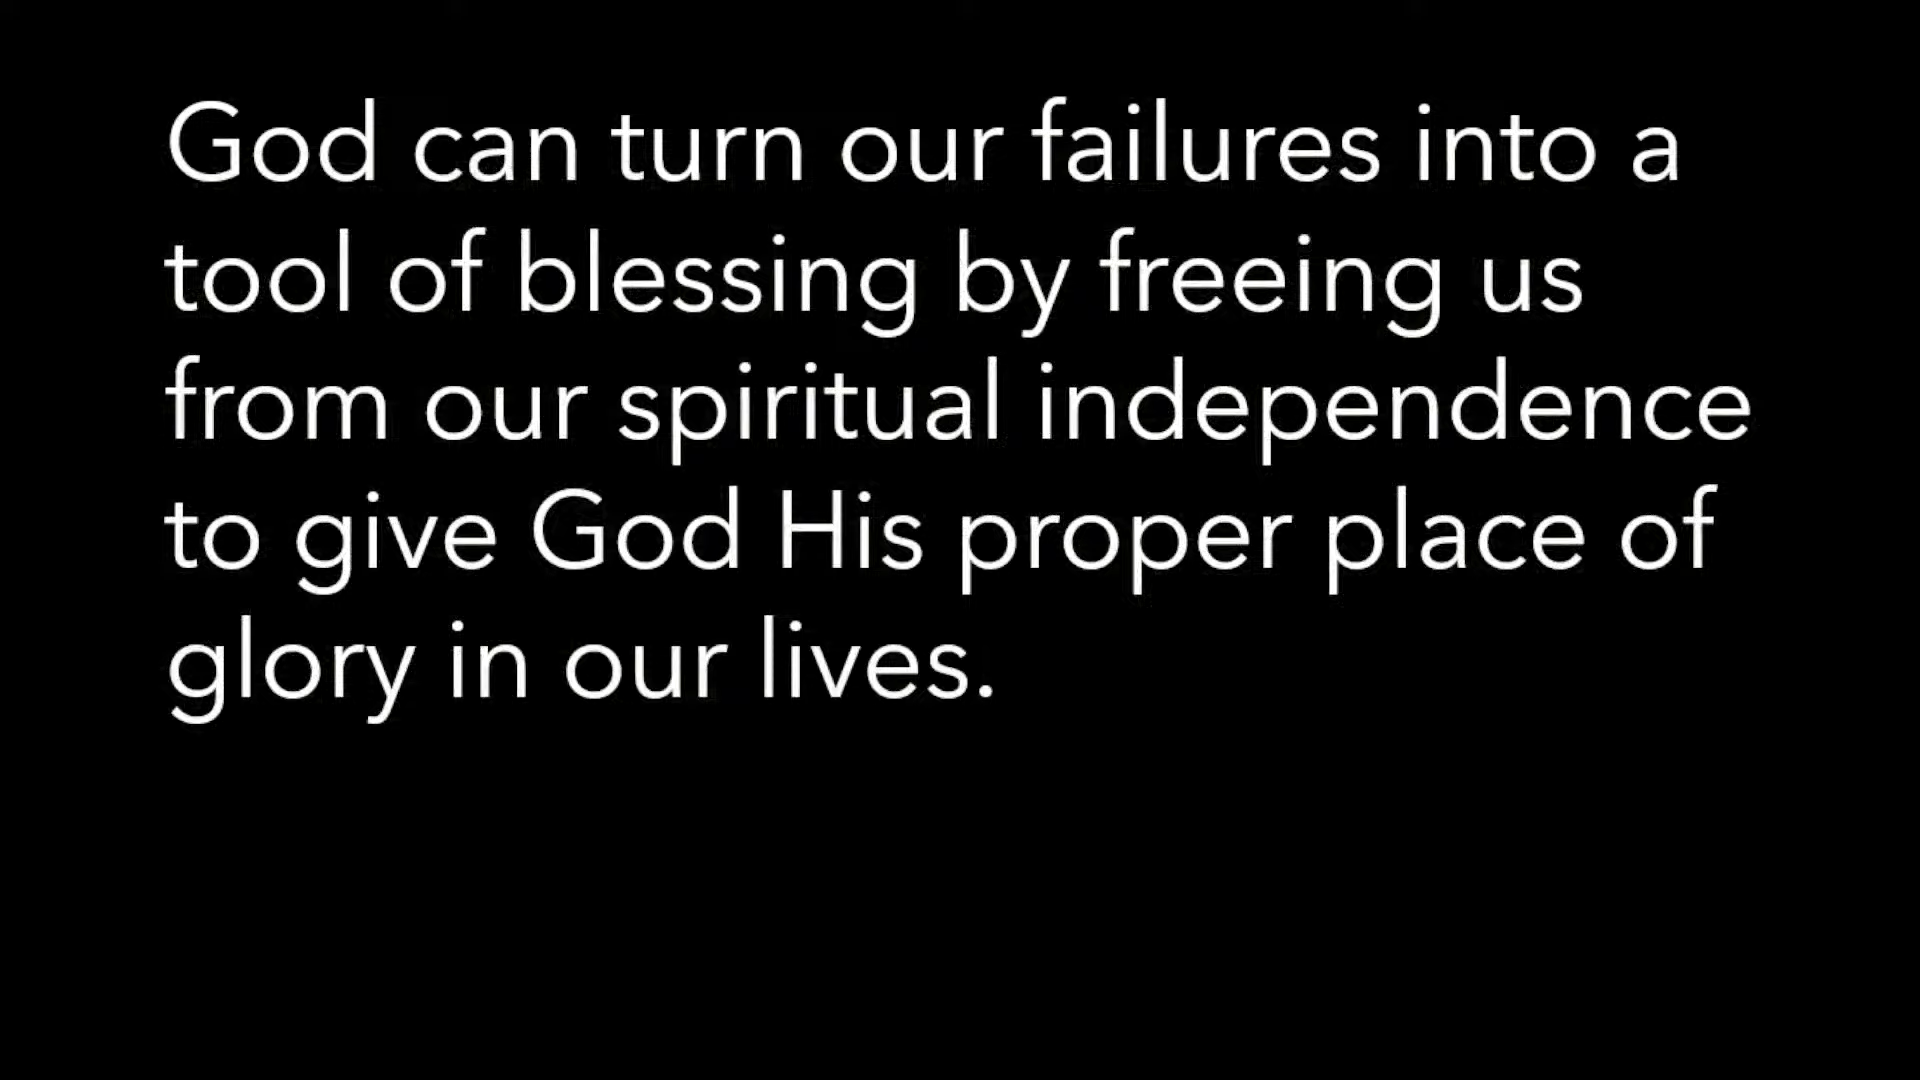 God can turn our failures into a
tool of blessing by freeing us
from our spiritual independence
to give God His proper place of
glory in our lives.